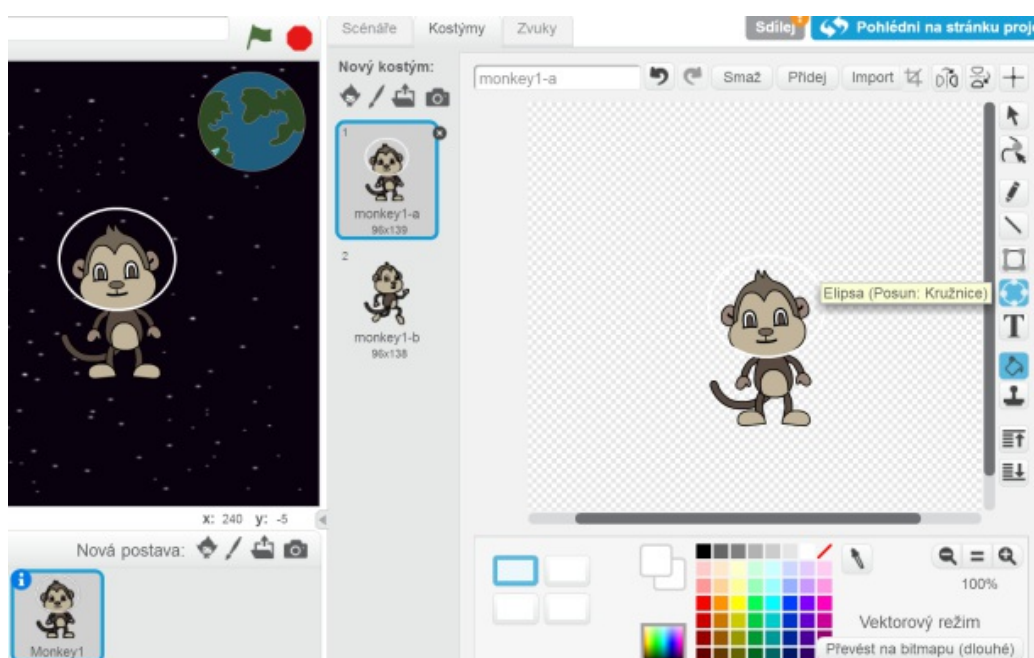 Scénáře
Kostýmy
Zvuky
Sdílej
Pohlédni na stránku
Nový kostým:
monkey1-a
Smaž
Přidej
Import
1
monkey1-a
96x139
2
monkey1-b
96x138
Elipsa (Posun: Kružnice)
T
x: 240 y: -5
Nová postava:
i
Monkey1
100%
Vektorový režim
Převést na bitmapu (dlouhé)